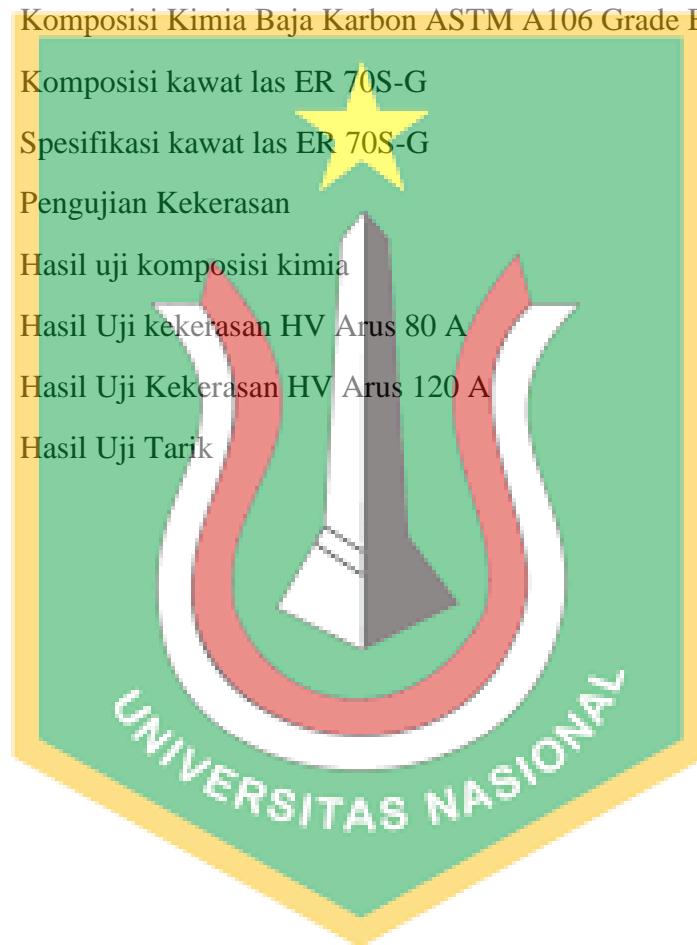 Komposisi Kimia Baja Karbon ASTM A106 Grade B
Komposisi kawat las ER 70S-G
Spesifikasi kawat las ER 70S-G
Pengujian Kekerasan
Hasil uji komposisi kimia
Hasil Uji kekerasan HV Arus 80 A
Hasil Uji Kekerasan HV Arus 120 A
Hasil Uji Tarik
UNIVERSITAS NASIONAL